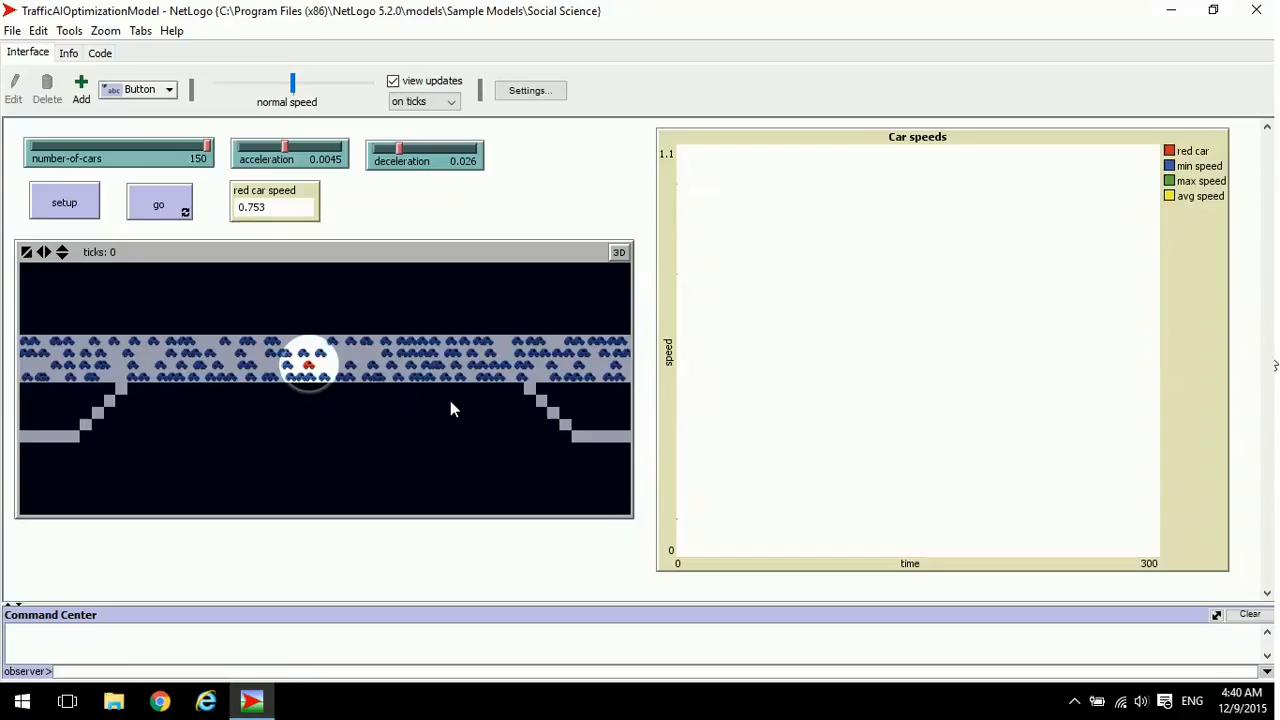 TrafficAIOptimizationModel - NetLogo {C:\Program Files (x86)\NetLogo 5.2.0\models\Sample Models\Social Science}
File Edit Tools Zoom Tabs Help
Interface Info Code
Edit Delete Add abc Button normal speed view updates on ticks Settings...
number-of-cars 150
acceleration 0.0045
deceleration 0.026
setup
go
red car speed
0.753
ticks: 0
3D
Car speeds
1.1
speed
0
0
time
300
red car
min speed
max speed
avg speed
Command Center
Clear
observer>
ENG
4:40 AM
12/9/2015